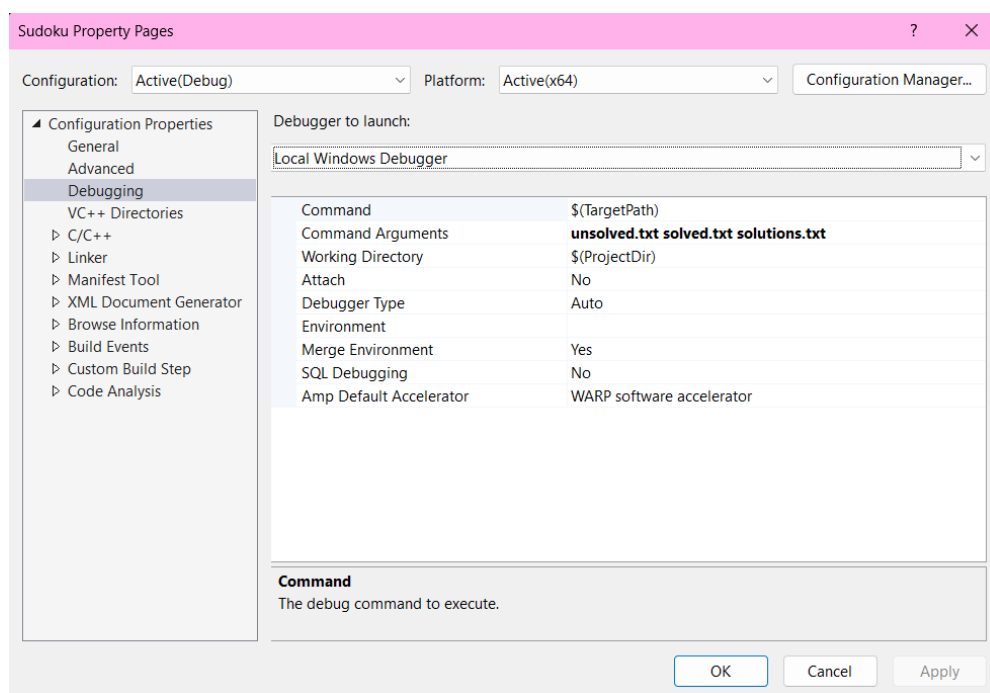 Sudoku Property Pages ?
Configuration: Active(Debug) Platform: Active(x64) Configuration Manager...
Configuration Properties
General
Advanced
Debugging
VC++ Directories
C/C++
Linker
Manifest Tool
XML Document Generator
Browse Information
Build Events
Custom Build Step
Code Analysis
Debugger to launch:
Local Windows Debugger
Command $(TargetPath)
Command Arguments unsolved.txt solved.txt solutions.txt
Working Directory $(ProjectDir)
Attach No
Debugger Type Auto
Environment
Merge Environment Yes
SQL Debugging No
Amp Default Accelerator WARP software accelerator
Command
The debug command to execute.
OK Cancel Apply